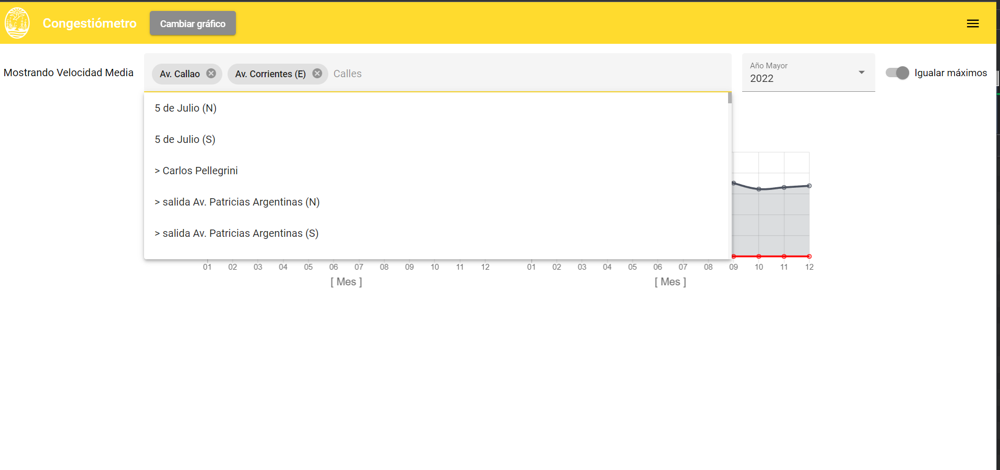 Congestiómetro
Cambiar gráfico
Mostrando Velocidad Media
Av. Callao
Av. Corrientes (E)
Calles
Año Mayor
2022
Igualar máximos
5 de Julio (N)
5 de Julio (S)
> Carlos Pellegrini
> salida Av. Patricias Argentinas (N)
> salida Av. Patricias Argentinas (S)
01 02 03 04 05 06 07 08 09 10 11 12
[ Mes ]
01 02 03 04 05 06 07 08 09 10 11 12
[ Mes ]